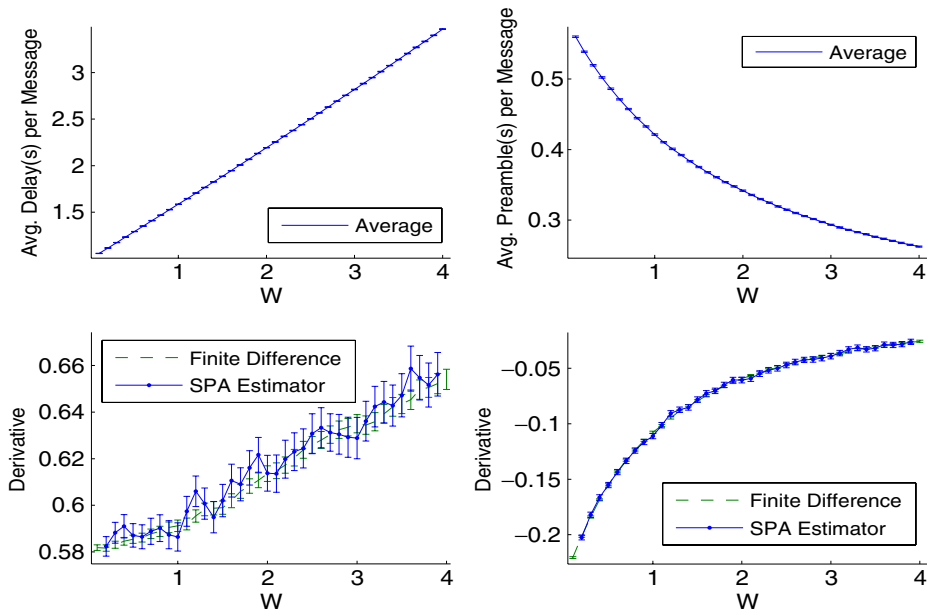 Avg. Delay(s) per Message
3
2.5
2
1.5
1
2
3
4
W
Average
Avg. Preamble(s) per Message
0.5
0.4
0.3
1
2
3
4
W
Average
Derivative
0.66
0.64
0.62
0.6
0.58
1
2
3
4
W
Finite Difference
SPA Estimator
Derivative
−0.05
−0.1
−0.15
−0.2
1
2
3
4
W
Finite Difference
SPA Estimator